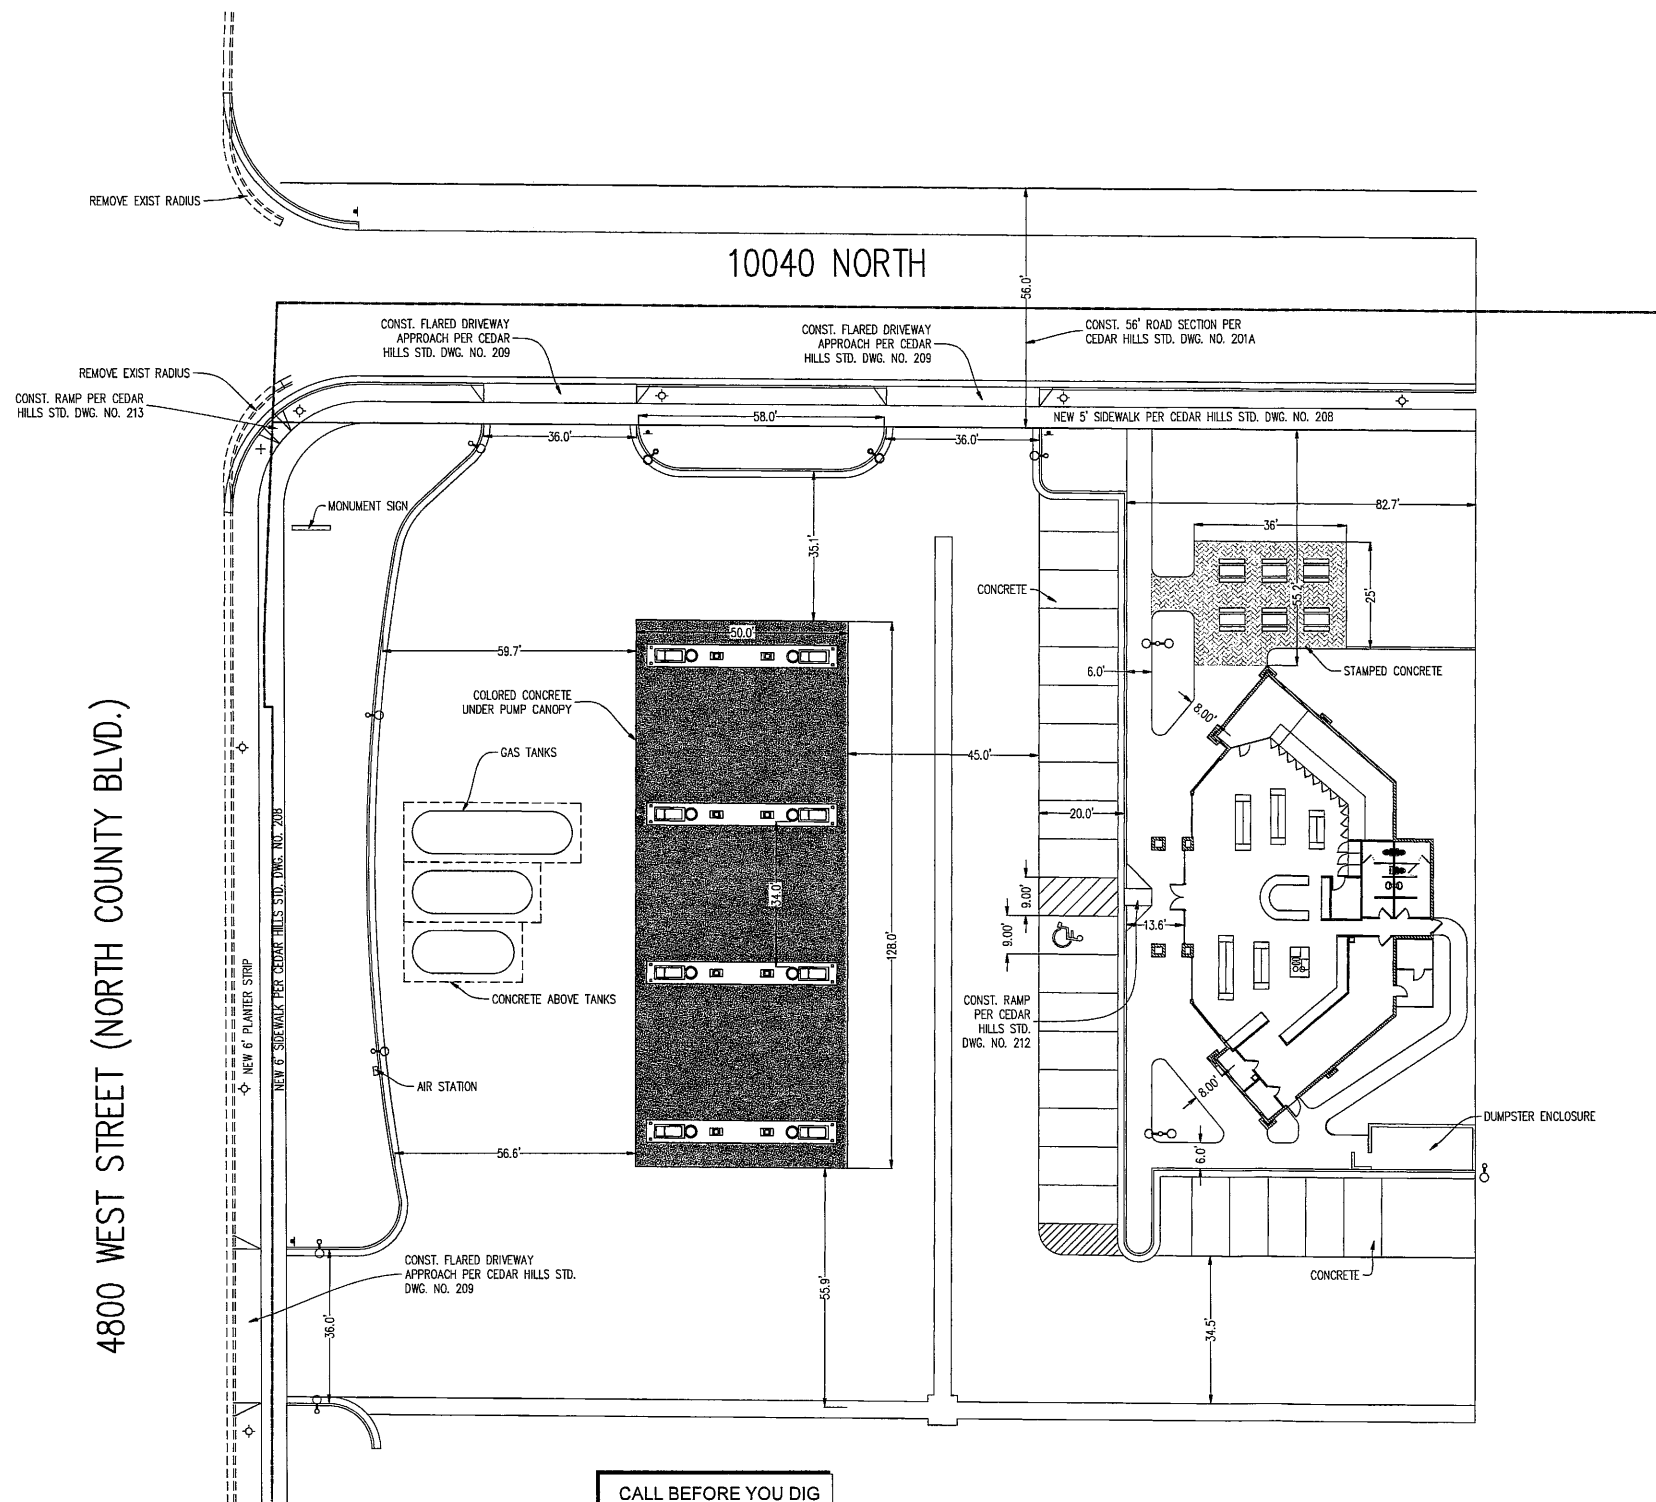 REMOVE EXIST RADIUS
10040 NORTH
56.0'
CONST. FLARED DRIVEWAY
APPROACH PER CEDAR
HILLS STD. DWG. NO. 209
CONST. FLARED DRIVEWAY
APPROACH PER CEDAR
HILLS STD. DWG. NO. 209
CONST. 56' ROAD SECTION PER
CEDAR HILLS STD. DWG. NO. 201A
REMOVE EXIST RADIUS
CONST. RAMP PER CEDAR
HILLS STD. DWG. NO. 213
58.0'
NEW 5' SIDEWALK PER CEDAR HILLS STD. DWG. NO. 208
36.0'
36.0'
MONUMENT SIGN
82.7'
36'
35.1'
CONCRETE
55.2'
25'
50.0'
59.7'
6.0'
STAMPED CONCRETE
COLORED CONCRETE
UNDER PUMP CANOPY
8.00'
GAS TANKS
45.0'
4800 WEST STREET (NORTH COUNTY BLVD.)
20.0'
34.0'
9.00'
9.00'
13.6'
128.0'
NEW 6' PLANTER STRIP
NEW 6' SIDEWALK PER CEDAR HILLS STD. DWG. NO. 208
CONCRETE ABOVE TANKS
CONST. RAMP
PER CEDAR
HILLS STD.
DWG. NO. 212
AIR STATION
8.00'
DUMPSTER ENCLOSURE
56.6'
6.0'
CONST. FLARED DRIVEWAY
APPROACH PER CEDAR HILLS STD.
DWG. NO. 209
CONCRETE
55.9'
36.0'
34.5'
CALL BEFORE YOU DIG